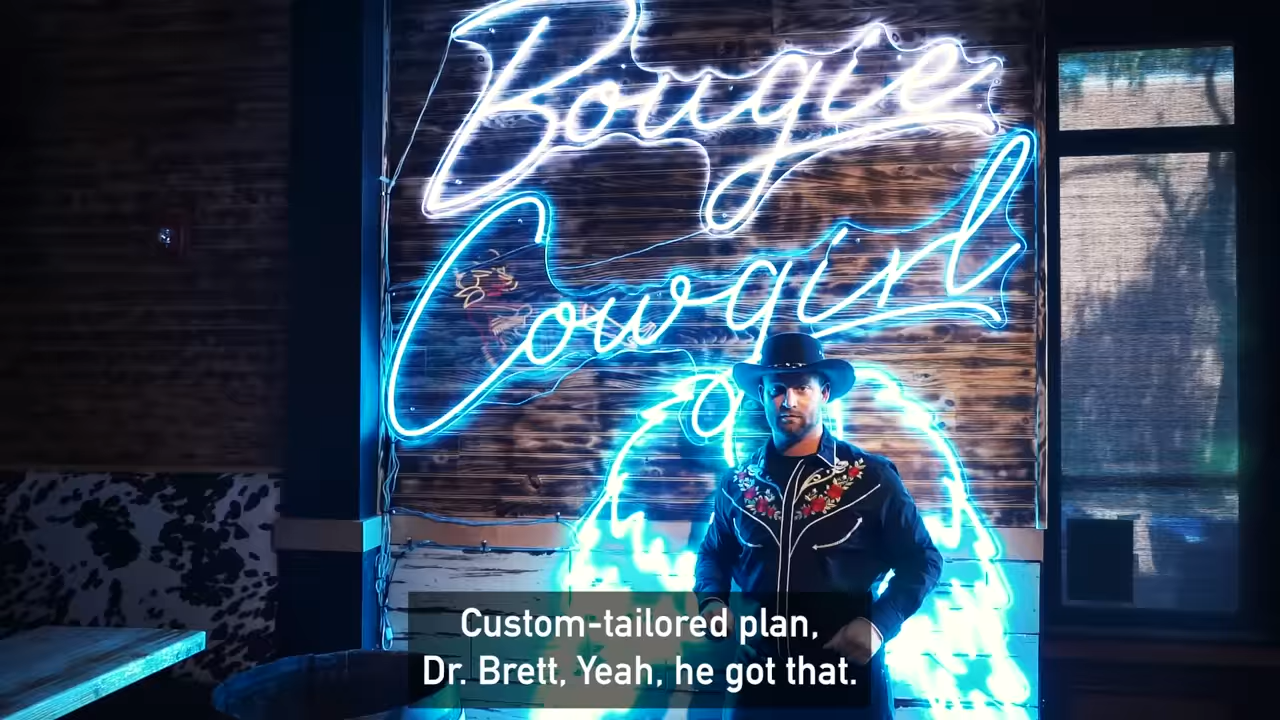 Bougie
Cowgirl
Custom-tailored plan,
Dr. Brett, Yeah, he got that.